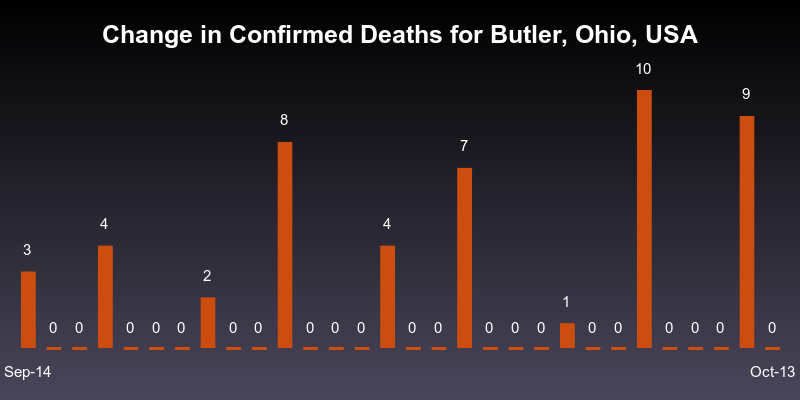 Change in Confirmed Deaths for Butler, Ohio, USA
3 0 0 4 0 0 0 2 0 0 8 0 0 0 4 0 0 7 0 0 0 1 0 0 10 0 0 0 9 0
Sep-14 Oct-13